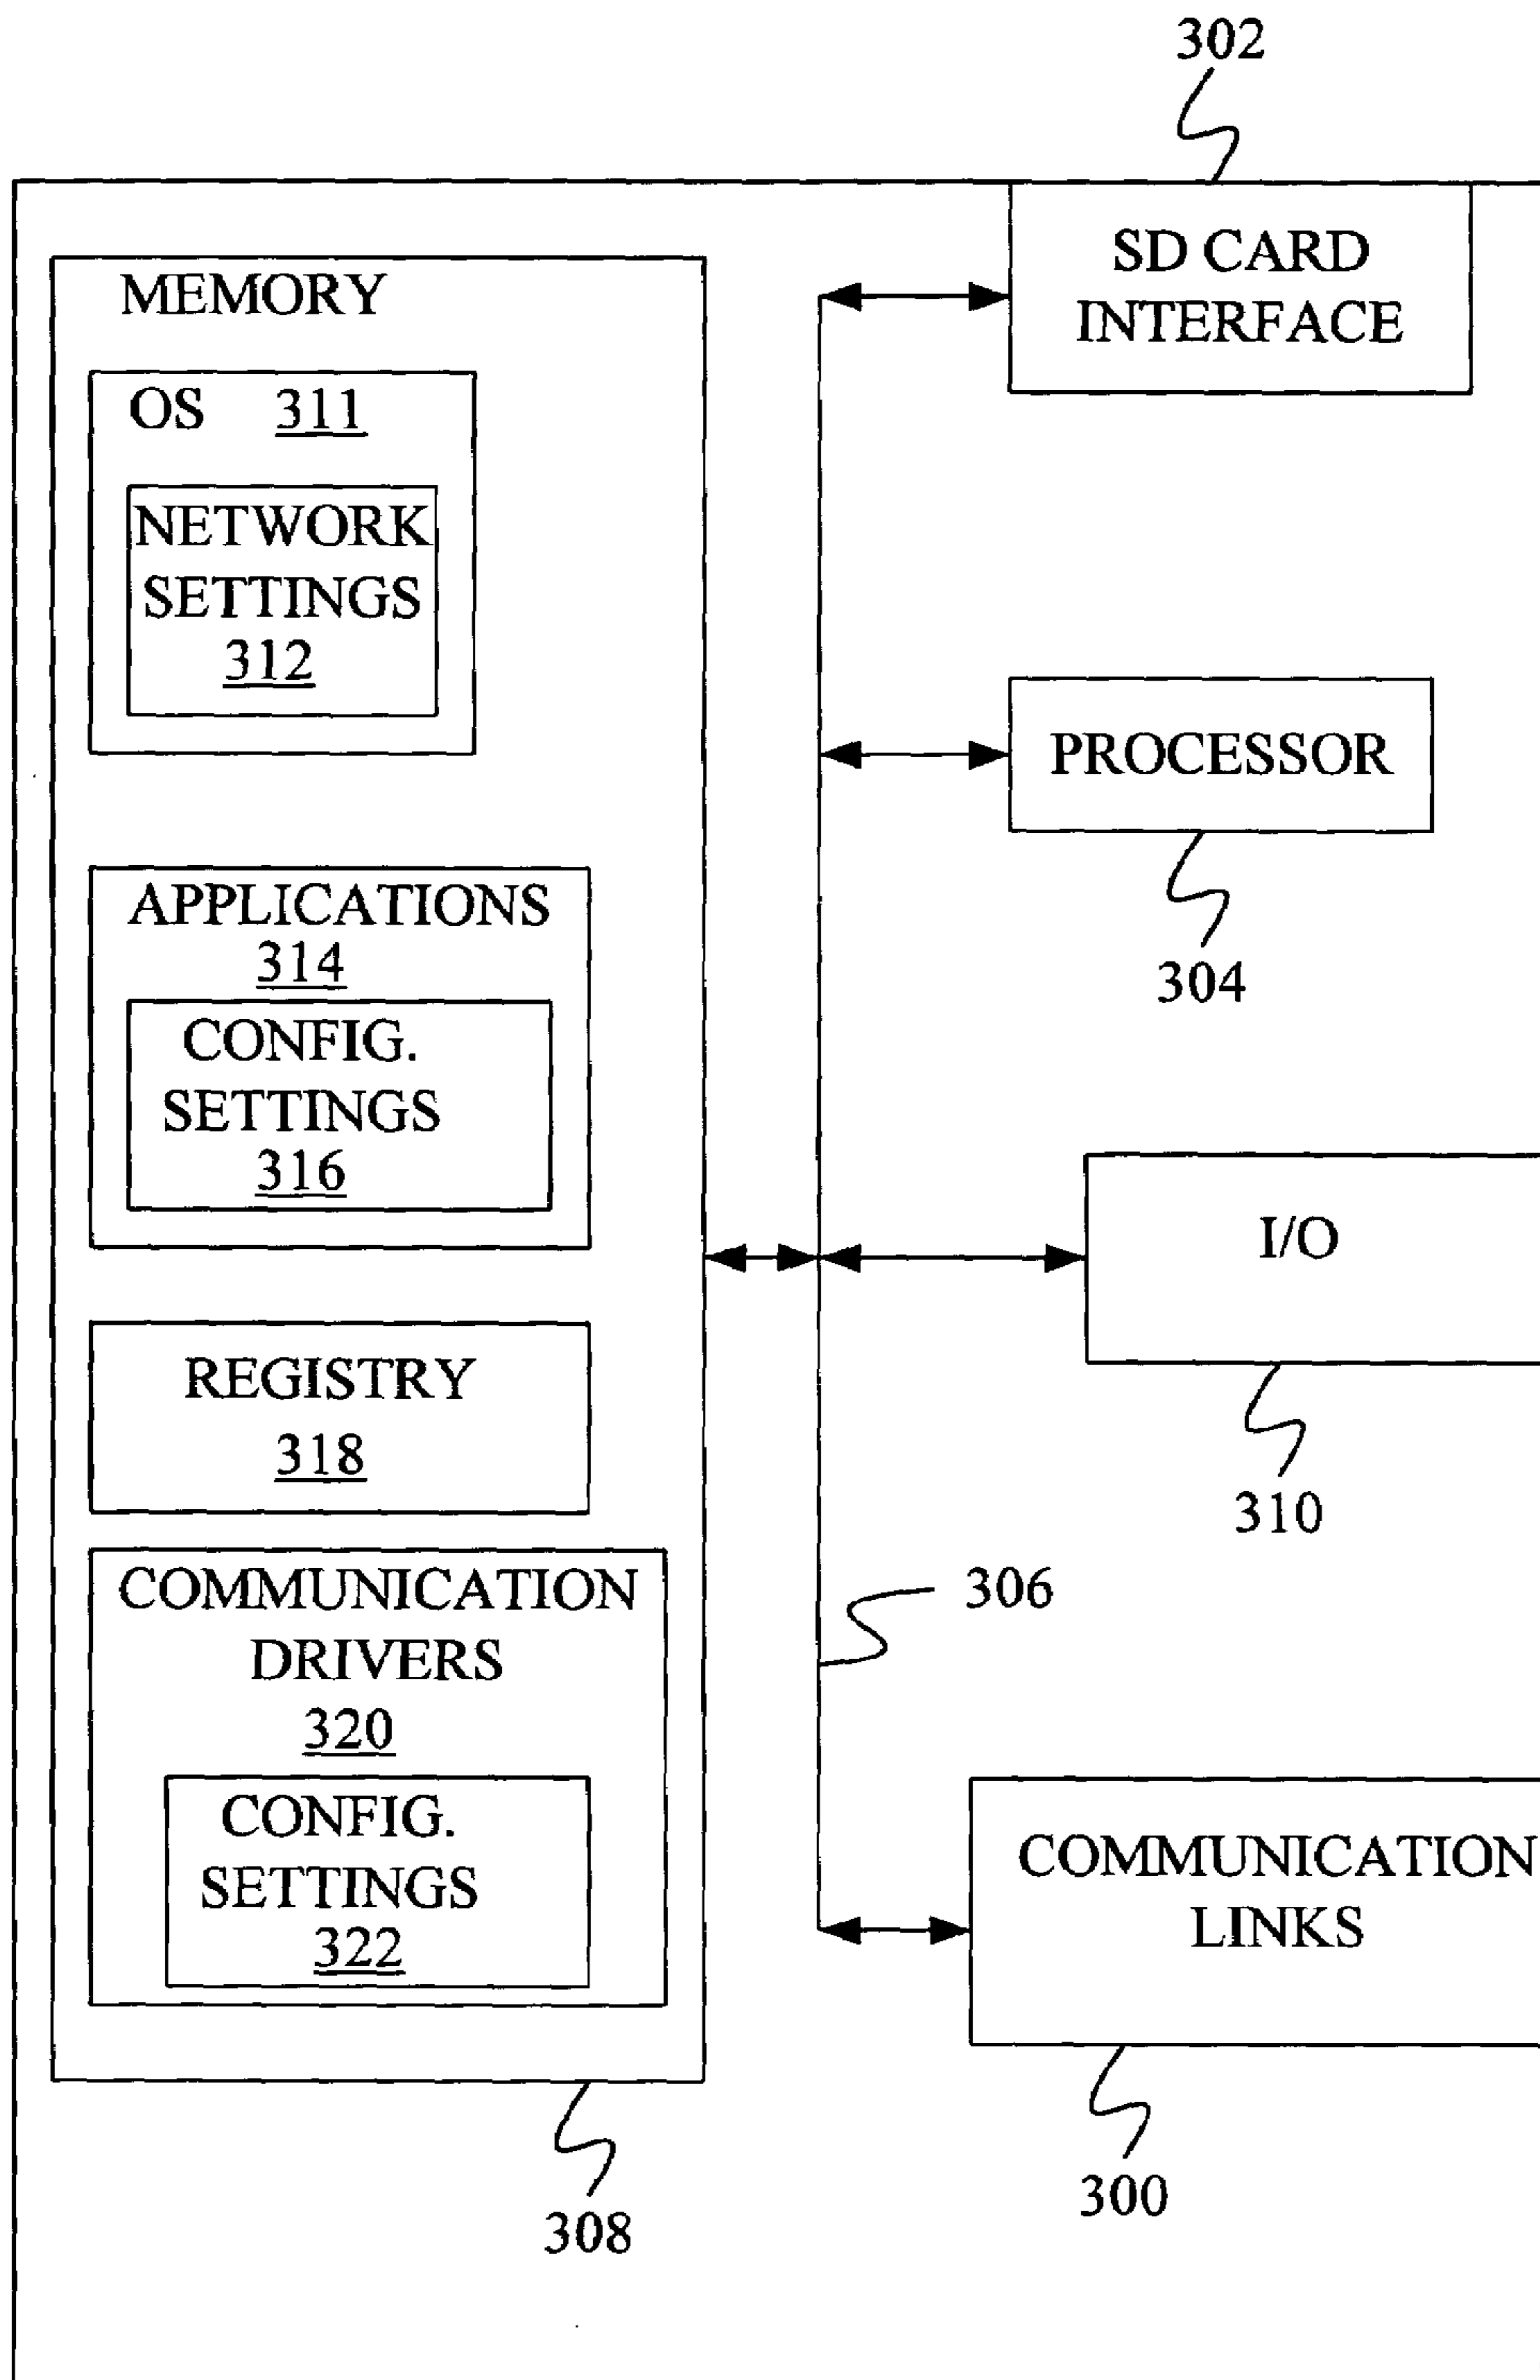 302
SD CARD
INTERFACE
MEMORY
OS 311
NETWORK
SETTINGS
312
PROCESSOR
304
APPLICATIONS
314
CONFIG.
SETTINGS
316
I/O
310
REGISTRY
318
COMMUNICATION
DRIVERS
320
CONFIG.
SETTINGS
322
306
COMMUNICATION
LINKS
300
308